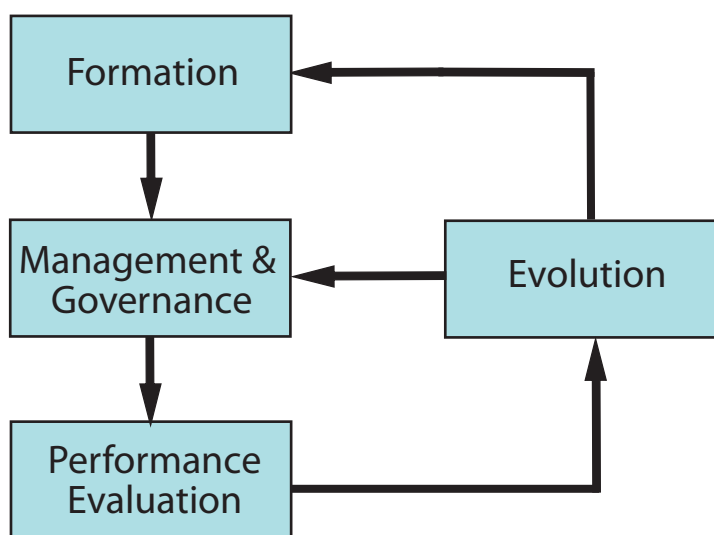 Formation
Management &
Governance
Evolution
Performance
Evaluation